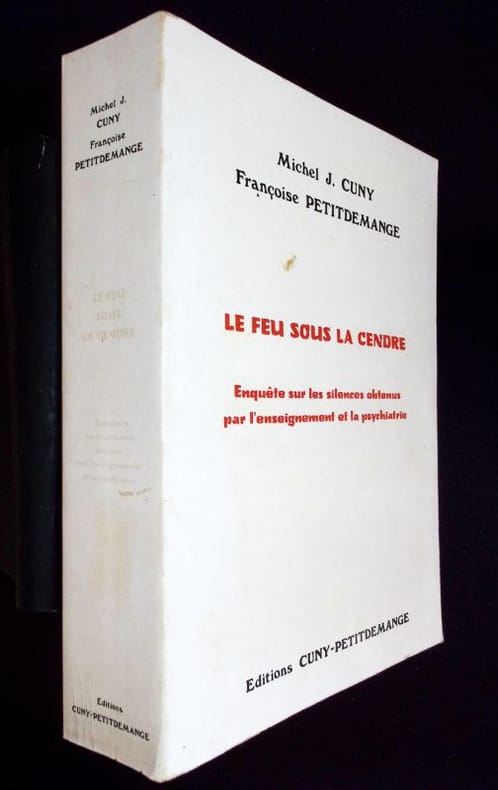 Michel J.
CUNY
Françoise
PETITDEMANGE
LE FEU
SOUS
LA CENDRE
Editions
CUNY-PETITDEMANGE
Michel J. CUNY
Françoise PETITDEMANGE
LE FEU SOUS LA CENDRE
Enquête sur les silences obtenus
par l'enseignement et la psychiatrie
Editions CUNY-PETITDEMANGE